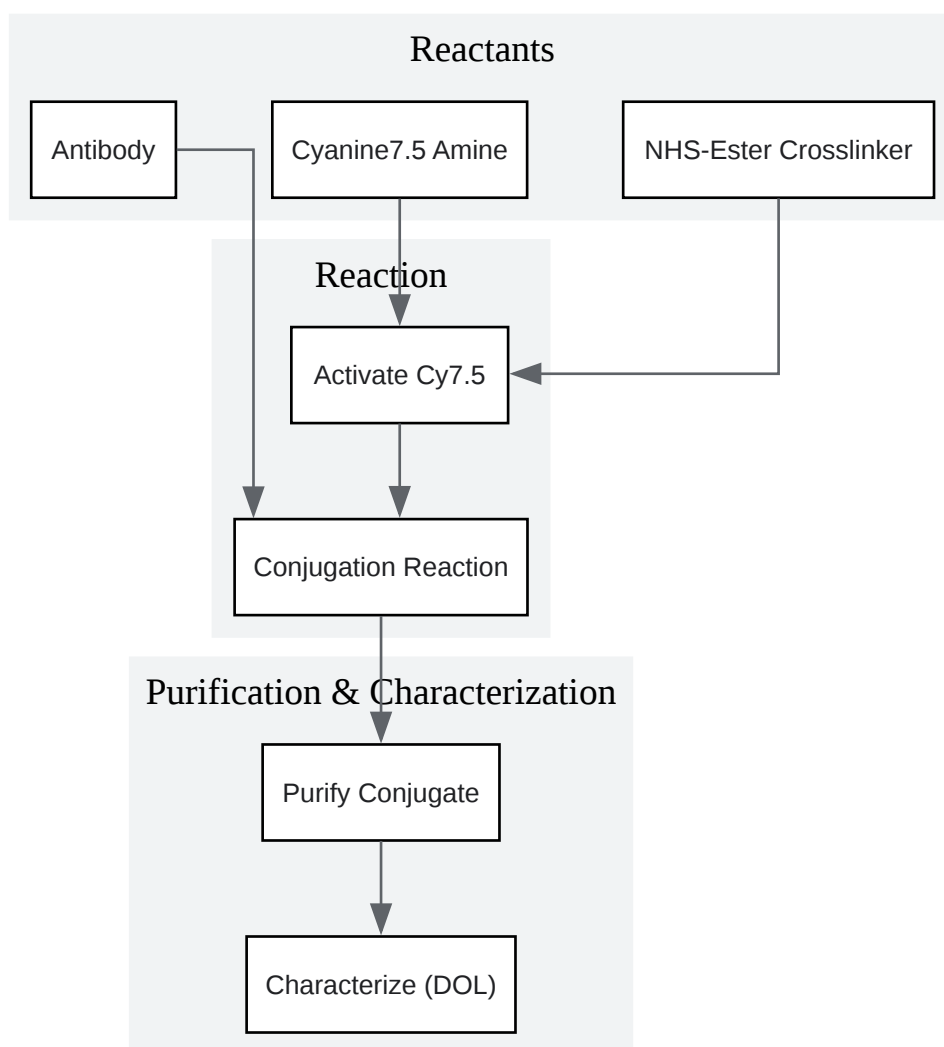 Reactants
Antibody
Cyanine7.5 Amine
NHS-Ester Crosslinker
Reaction
Activate Cy7.5
Conjugation Reaction
Purification & Characterization
Purify Conjugate
Characterize (DOL)